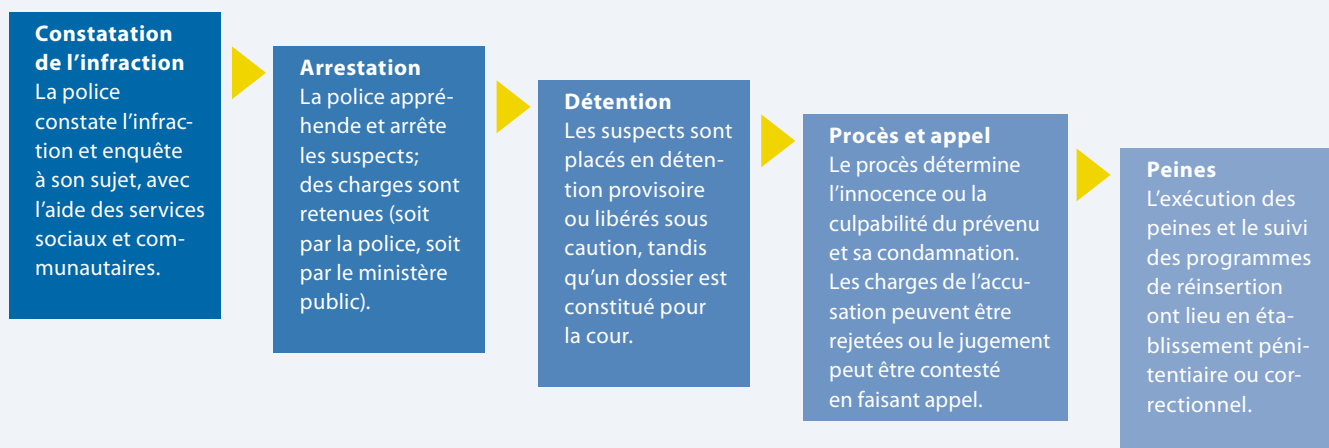 Constatation
de l’infraction
La police
constate l’infrac-
tion et enquête
à son sujet, avec
l’aide des services
sociaux et com-
munautaires.
Arrestation
La police appré-
hende et arrête
les suspects;
des charges sont
retenues (soit
par la police, soit
par le ministère
public).
Détention
Les suspects sont
placés en déten-
tion provisoire
ou libérés sous
caution, tandis
qu’un dossier est
constitué pour
la cour.
Procès et appel
Le procès détermine
l’innocence ou la
culpabilité du prévenu
et sa condamnation.
Les charges de l’accu-
sation peuvent être
rejetées ou le jugement
peut être contesté
en faisant appel.
Peines
L’exécution des
peines et le suivi
des programmes
de réinsertion
ont lieu en éta-
blissement péni-
tentiaire ou cor-
rectionnel.